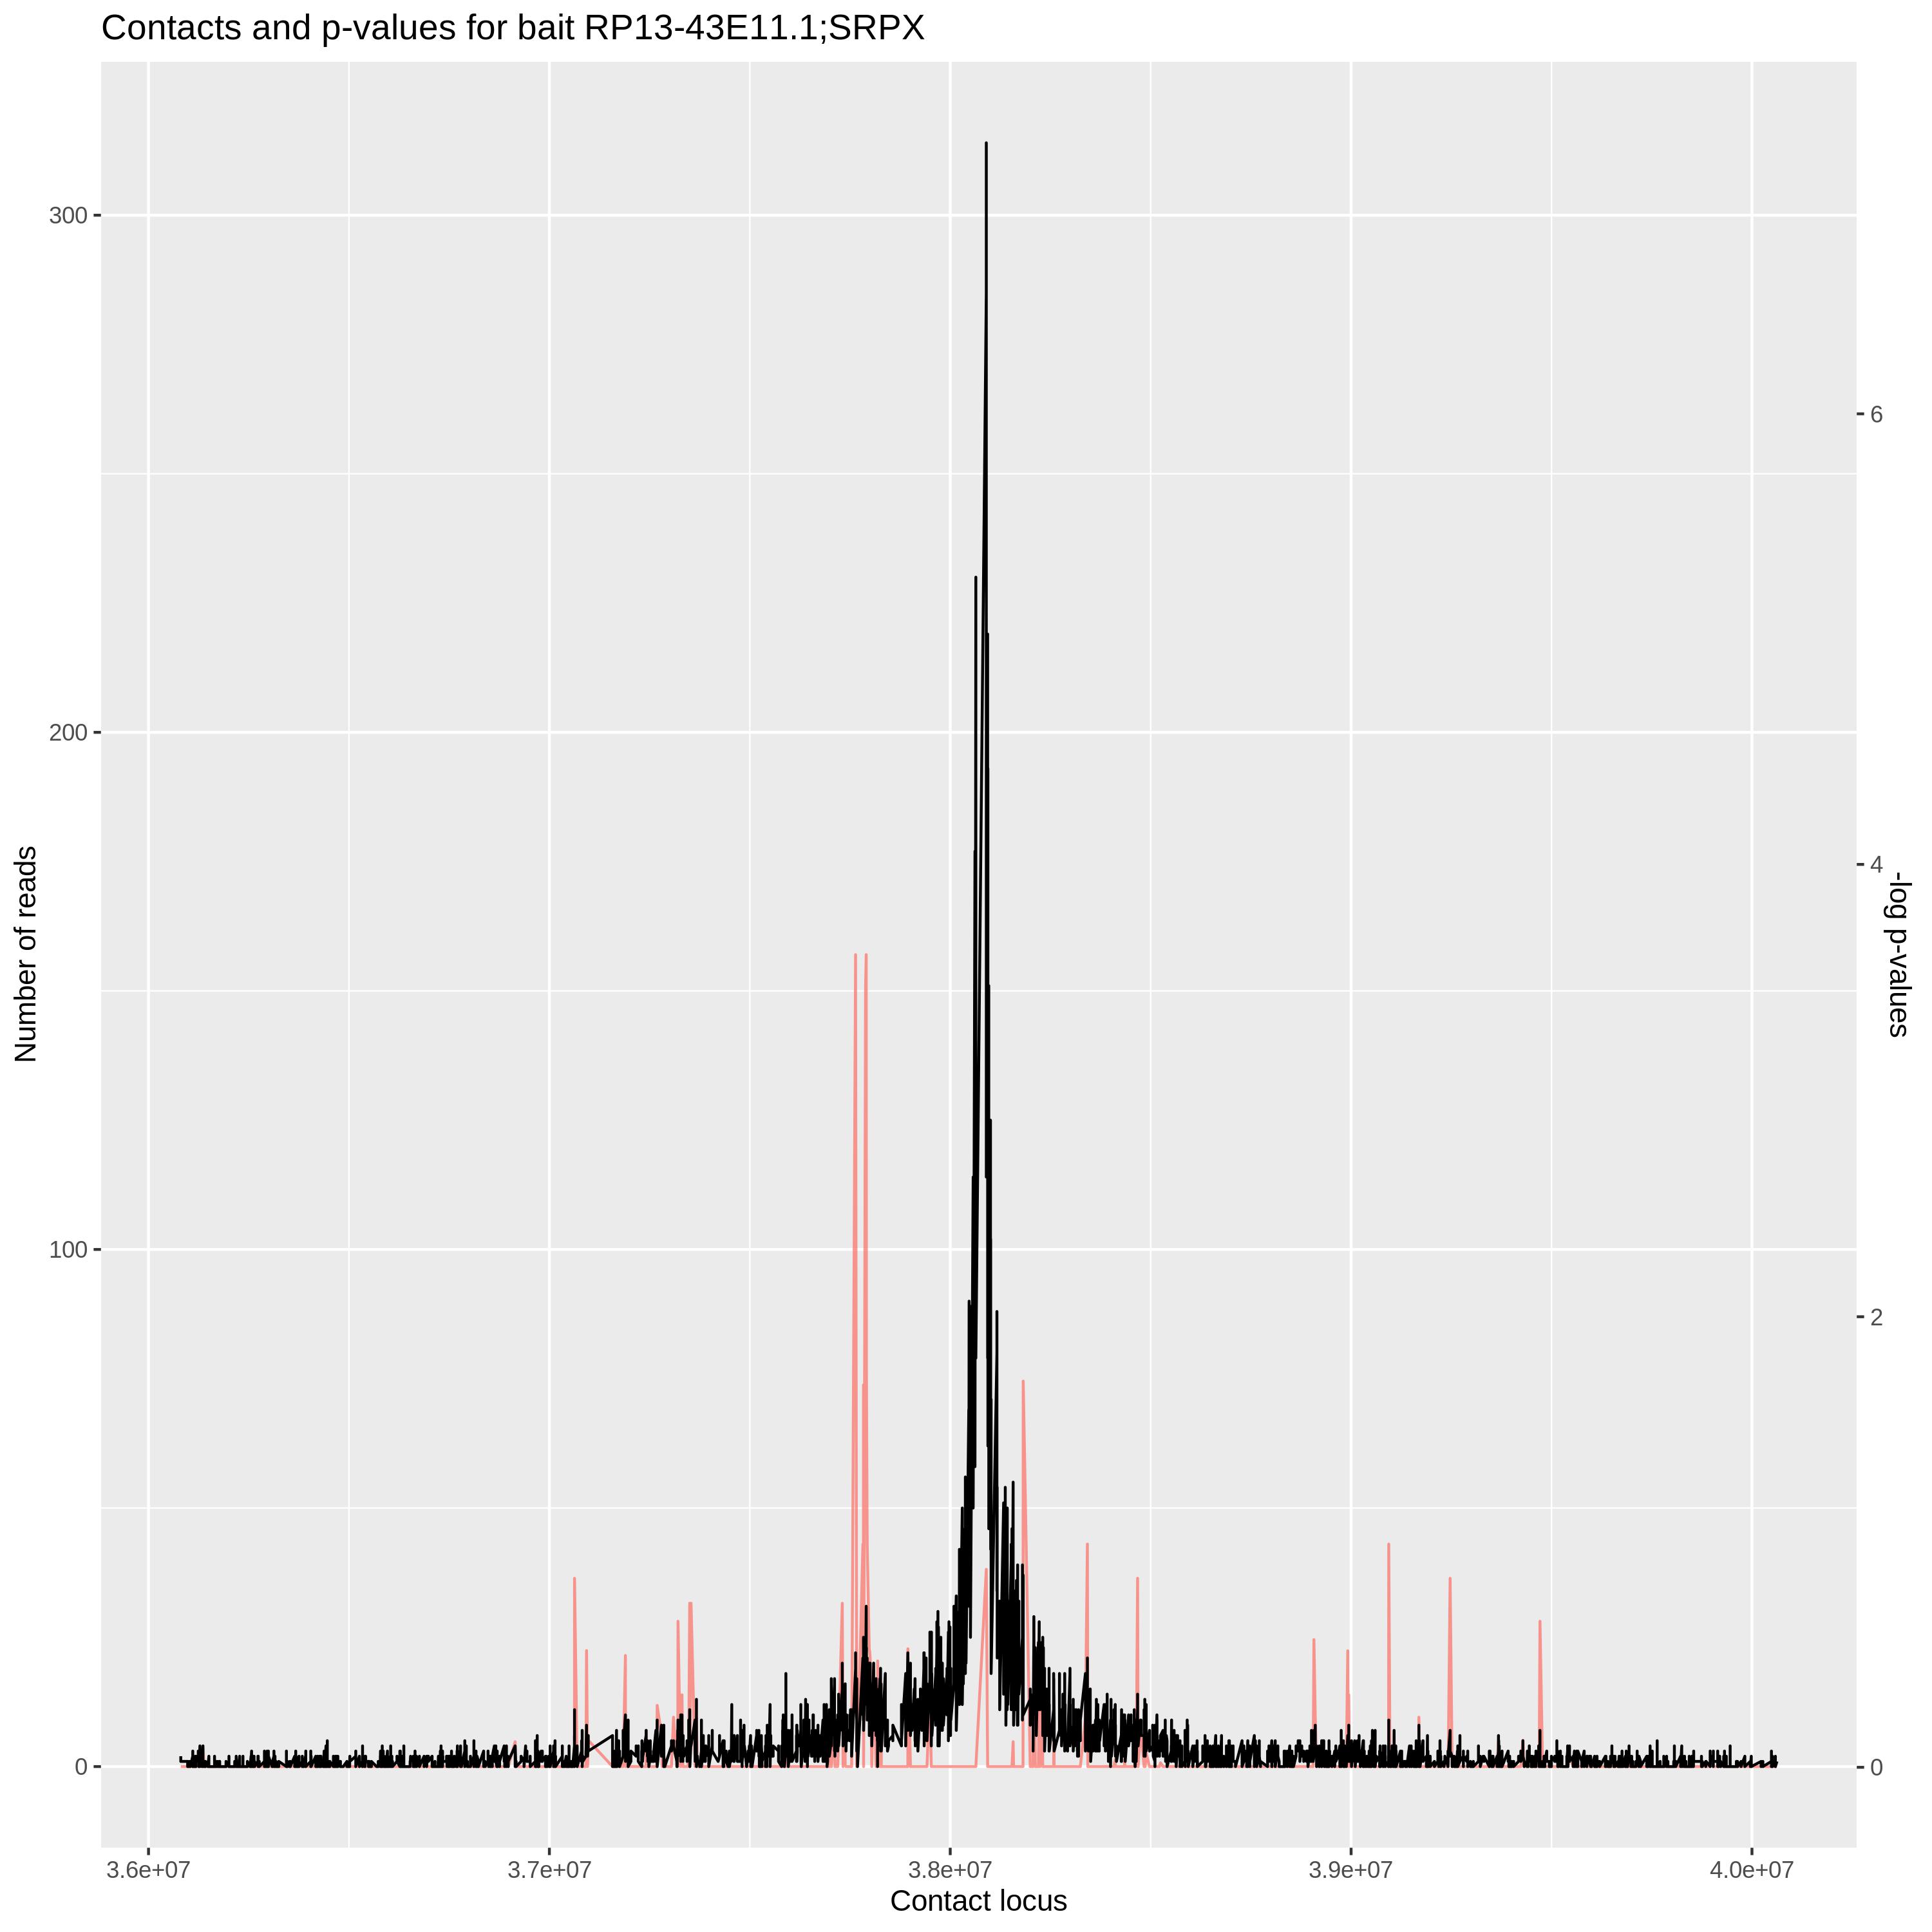 Contacts and p-values for bait RP13-43E11.1;SRPX
300
200
100
0
Number of reads
6
4
2
0
-log p-values
3.6e+07 3.7e+07 3.8e+07 3.9e+07 4.0e+07
Contact locus